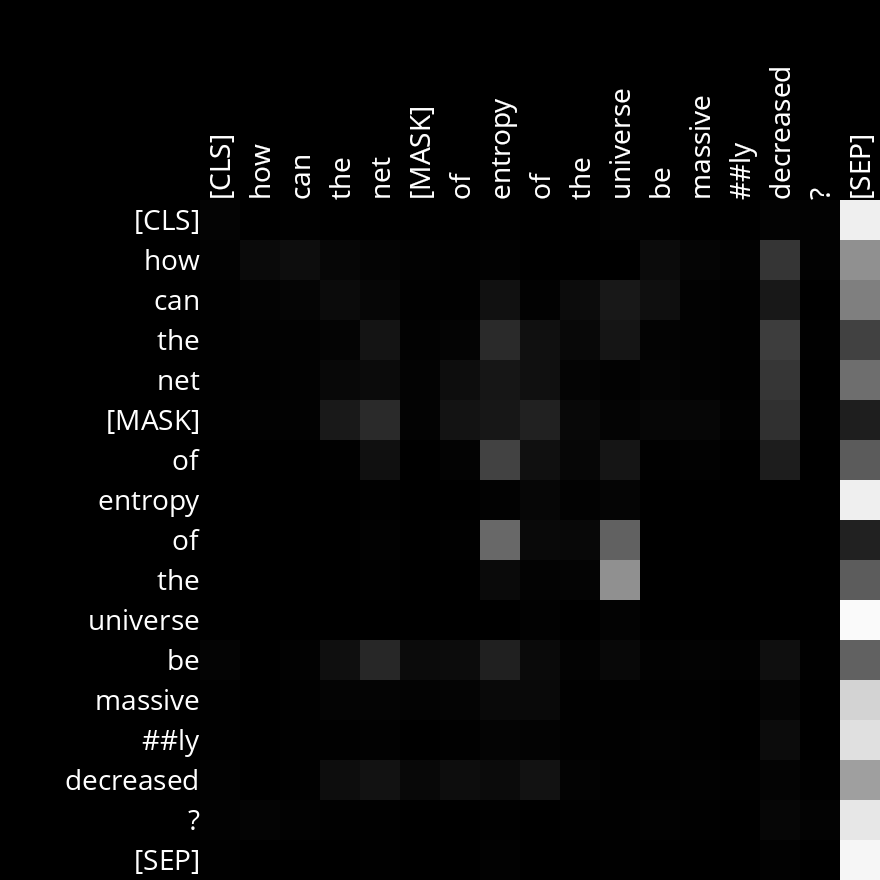 [CLS] how can the net [MASK] of entropy of the universe be massive ##ly decreased ? [SEP]
[CLS]
how
can
the
net
[MASK]
of
entropy
of
the
universe
be
massive
##ly
decreased
?
[SEP]